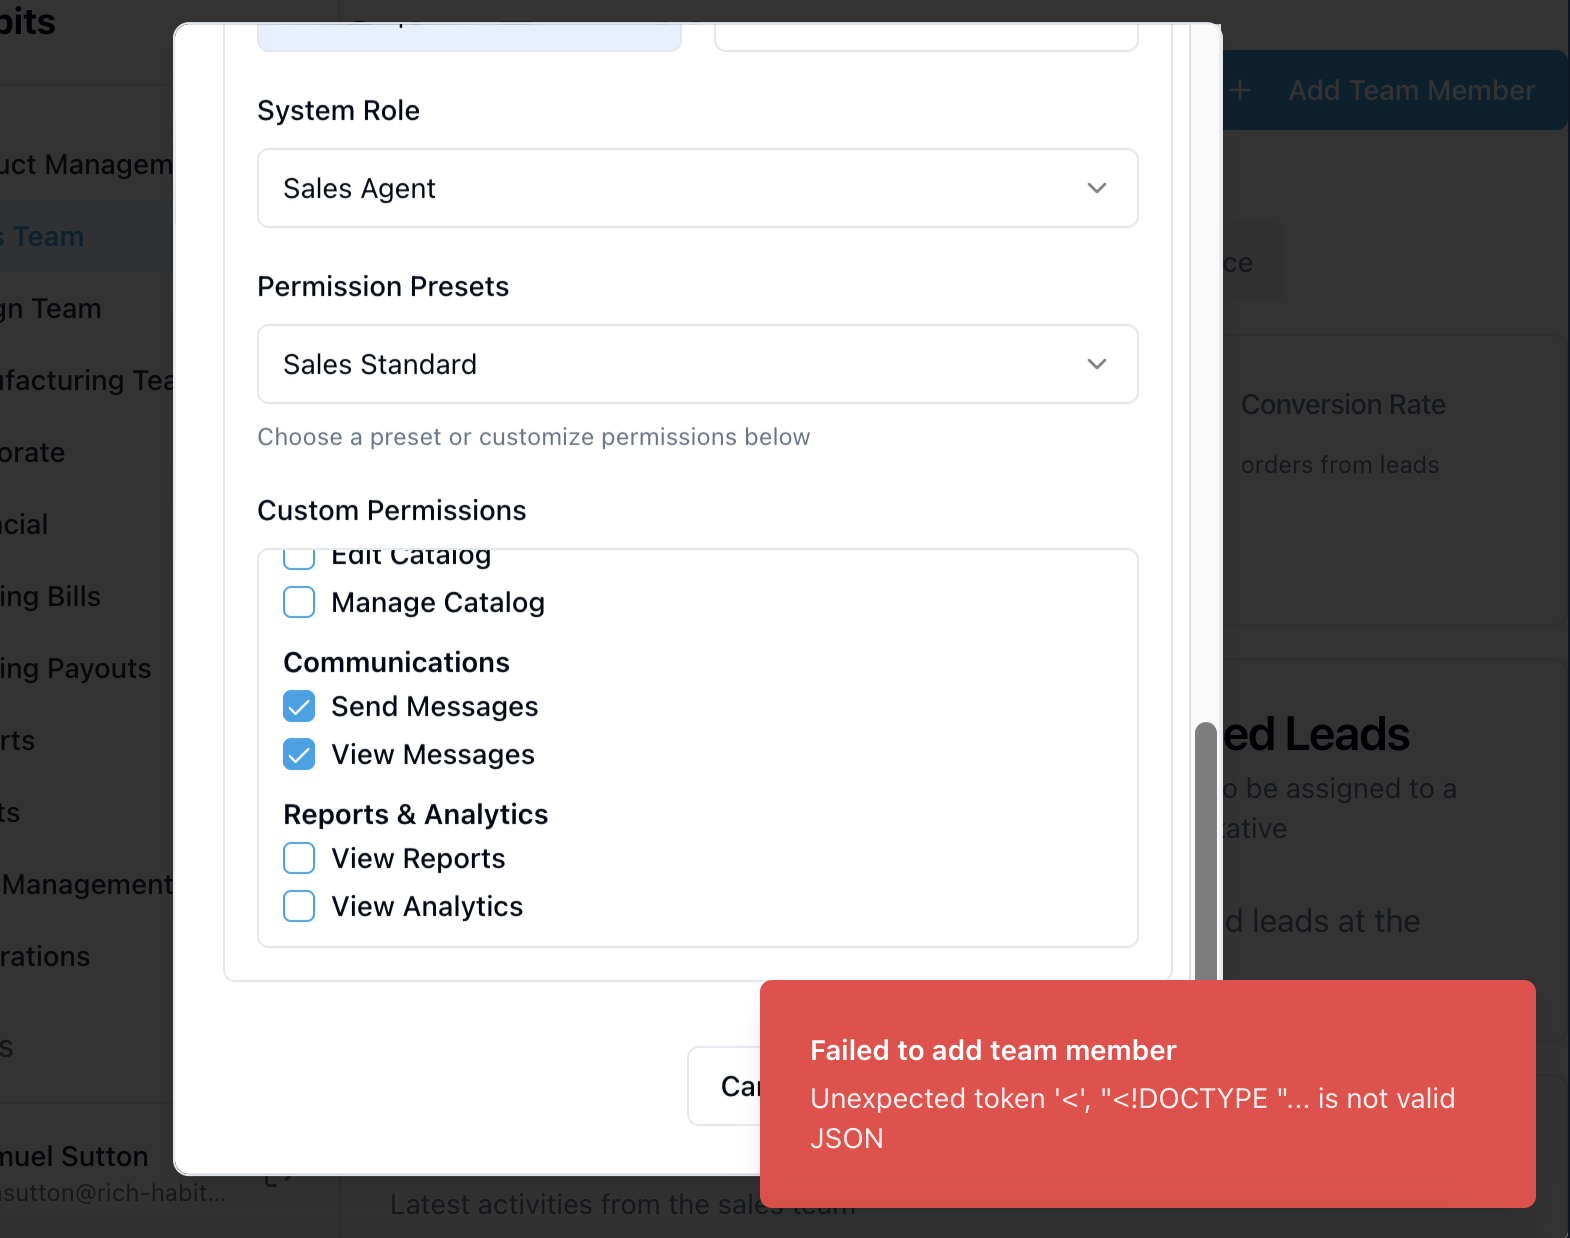 bits
uct Managem
s Team
gn Team
ufacturing Tea
orate
ncial
ing Bills
ing Payouts
rts
ts
Management
rations
S
muel Sutton
sutton@rich-habit...
+ Add Team Member
ce
Conversion Rate
orders from leads
ed Leads
o be assigned to a
tative
d leads at the
Latest activities from the sales team
System Role
Sales Agent
Permission Presets
Sales Standard
Choose a preset or customize permissions below
Custom Permissions
Edit Catalog
Manage Catalog
Communications
Send Messages
View Messages
Reports & Analytics
View Reports
View Analytics
Can
Failed to add team member
Unexpected token '<', "<!DOCTYPE "... is not valid
JSON